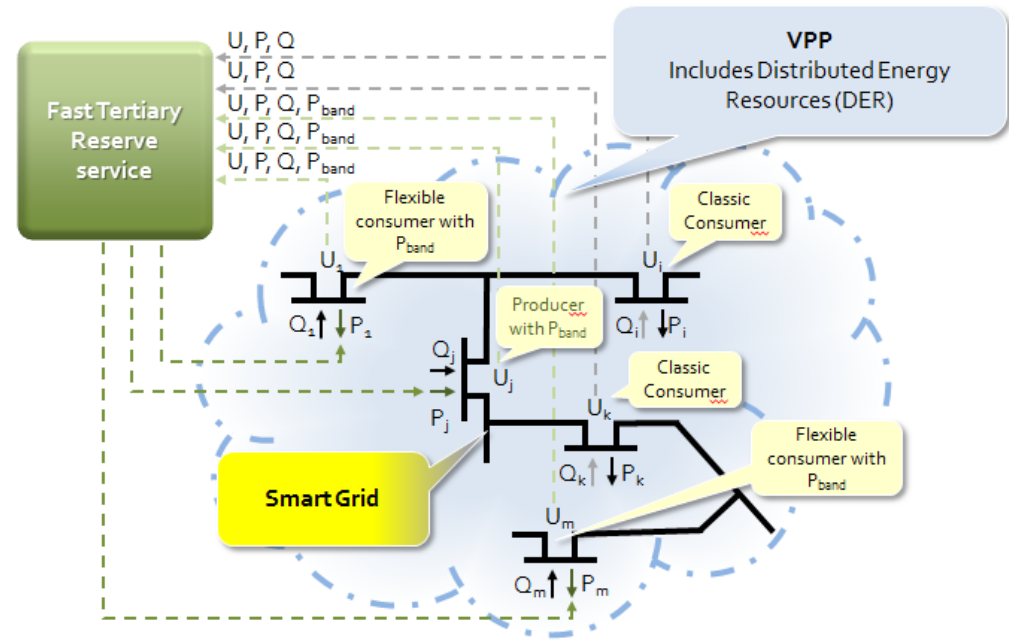 Fast Tertiary
Reserve
service
U, P, Q
U, P, Q
U, P, Q, Pband
U, P, Q, Pband
U, P, Q, Pband
VPP
Includes Distributed Energy
Resources (DER)
Flexible
consumer with
Pband
Classic
Consumer
U1
Ui
Q1
P1
Producer
with Pband
Qi
Pi
Qj
Uj
Pj
Classic
Consumer
Uk
Qk
Pk
Flexible
consumer with
Pband
Smart Grid
Um
Qm
Pm